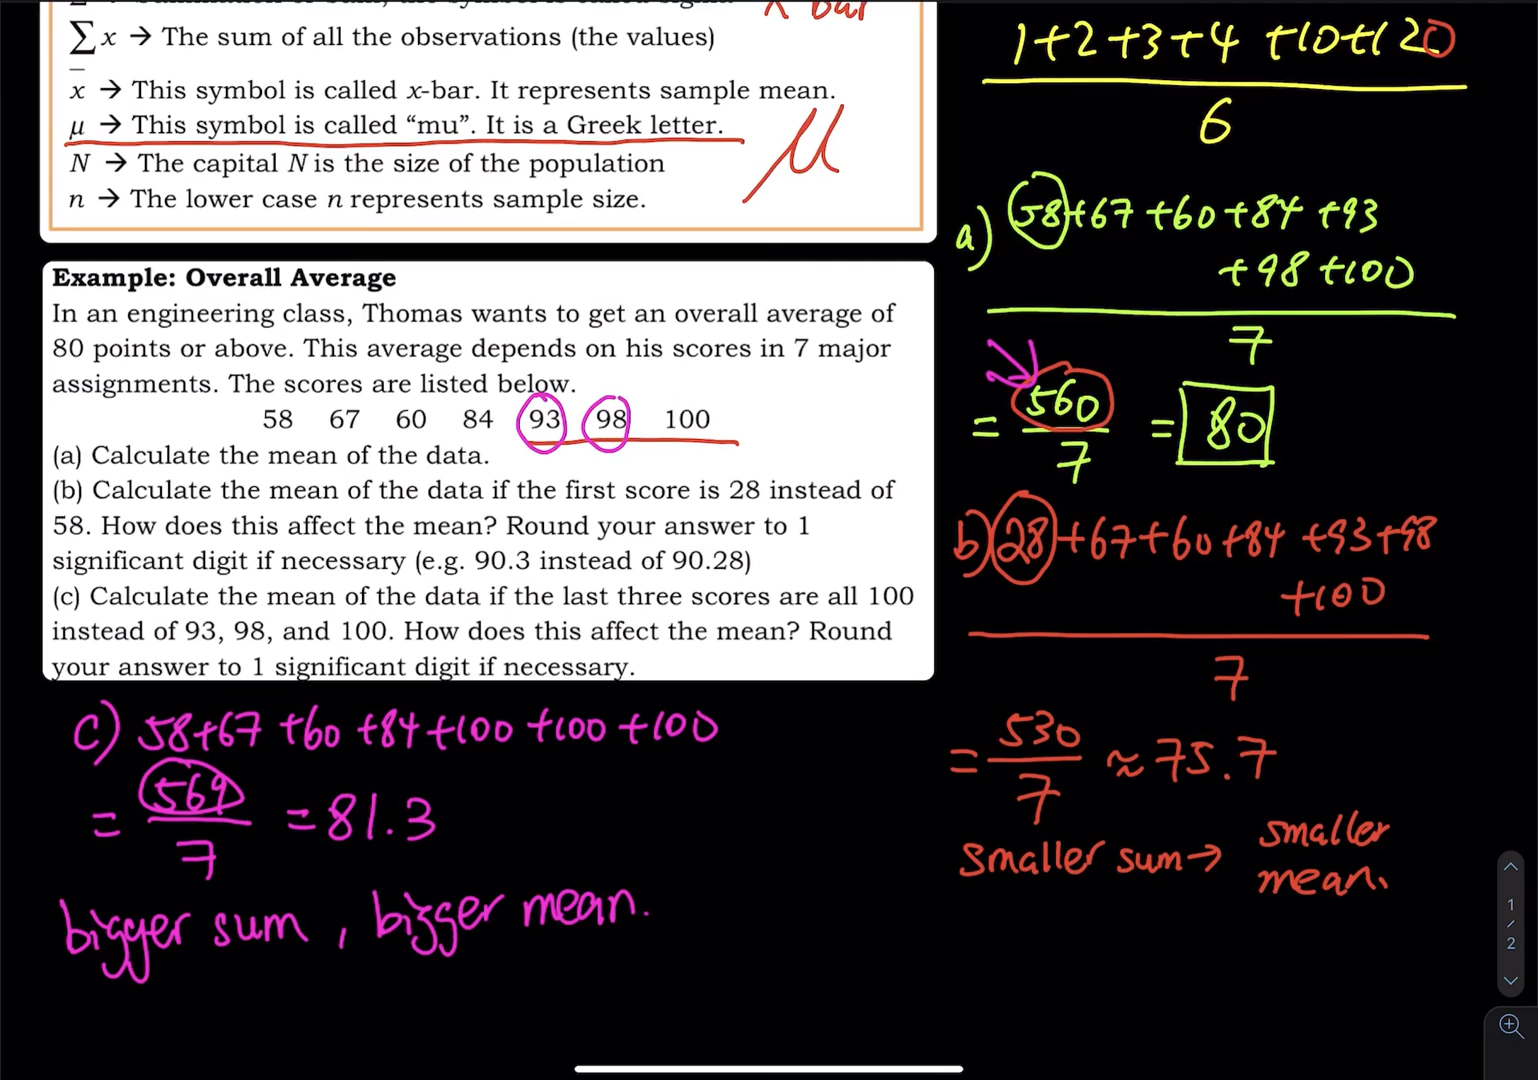 ∑x → The sum of all the observations (the values)
x̄ → This symbol is called x-bar. It represents sample mean.
μ → This symbol is called “mu”. It is a Greek letter.
N → The capital N is the size of the population
n → The lower case n represents sample size.
bar
μ
Example: Overall Average
In an engineering class, Thomas wants to get an overall average of
80 points or above. This average depends on his scores in 7 major
assignments. The scores are listed below.
58 67 60 84 93 98 100
(a) Calculate the mean of the data.
(b) Calculate the mean of the data if the first score is 28 instead of
58. How does this affect the mean? Round your answer to 1
significant digit if necessary (e.g. 90.3 instead of 90.28)
(c) Calculate the mean of the data if the last three scores are all 100
instead of 93, 98, and 100. How does this affect the mean? Round
your answer to 1 significant digit if necessary.
c) 58+67+60+84+100+100+100
= 569/7 = 81.3
bigger sum, bigger mean.
1+2+3+4+10+120
6
a) 58+67+60+84+93
+98+100
7
= 560/7 = 80
b) 28+67+60+84+93+98
+100
7
= 530/7 ≈ 75.7
smaller sum → smaller
mean.
1
/
2